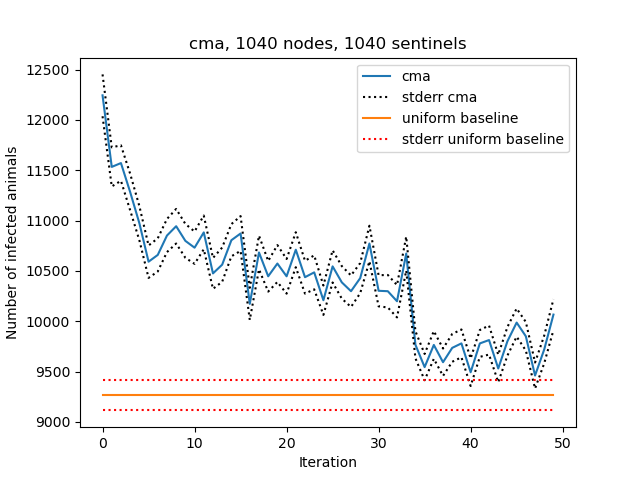 cma, 1040 nodes, 1040 sentinels
12500
12000
11500
11000
10500
10000
9500
9000
Number of infected animals
cma
stderr cma
uniform baseline
stderr uniform baseline
0
10
20
30
40
50
Iteration